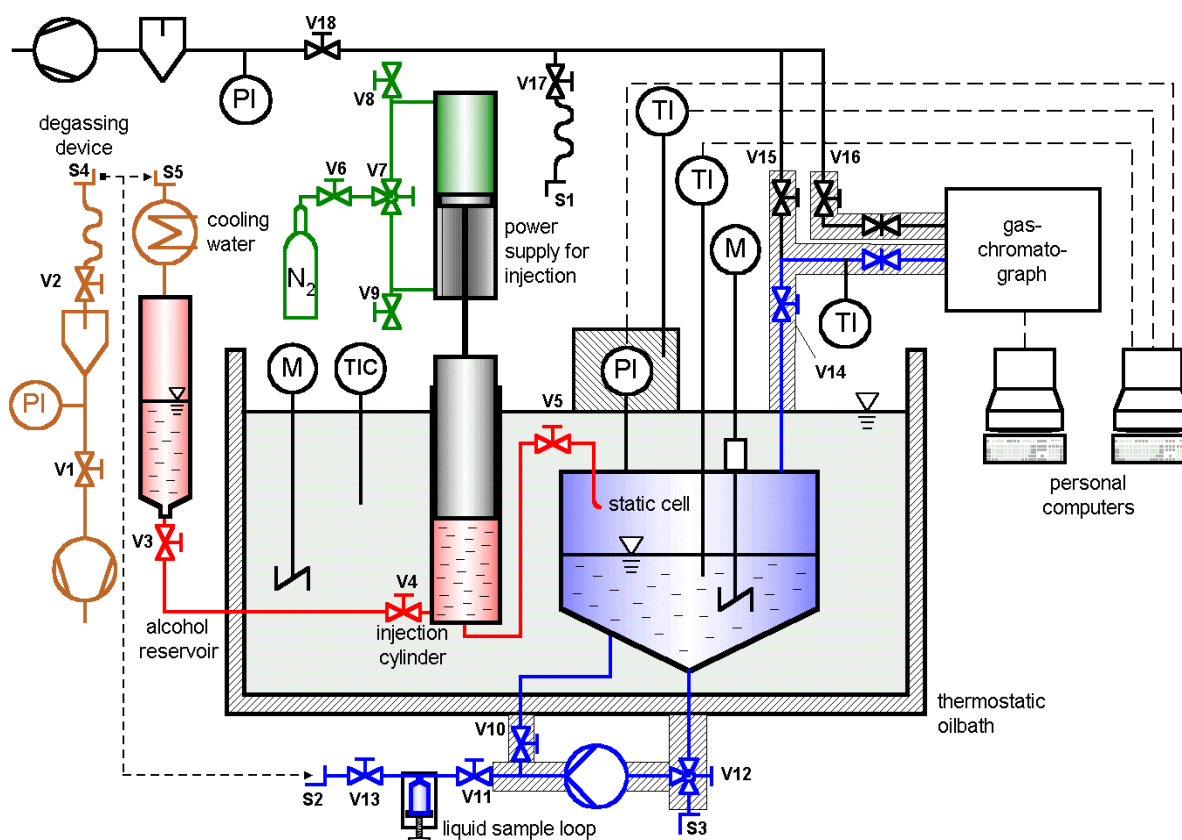 V18
PI
V8
V17
TI
degassing
device
S4
S5
V6
V7
S1
TI
V15
V16
cooling
water
power
supply for
injection
M
gas-
chromato-
graph
V2
N2
V9
TI
PI
M
TIC
PI
V14
V5
V1
static cell
personal
computers
V3
V4
alcohol
reservoir
injection
cylinder
thermostatic
oilbath
V10
V12
S2
V13
V11
S3
liquid sample loop